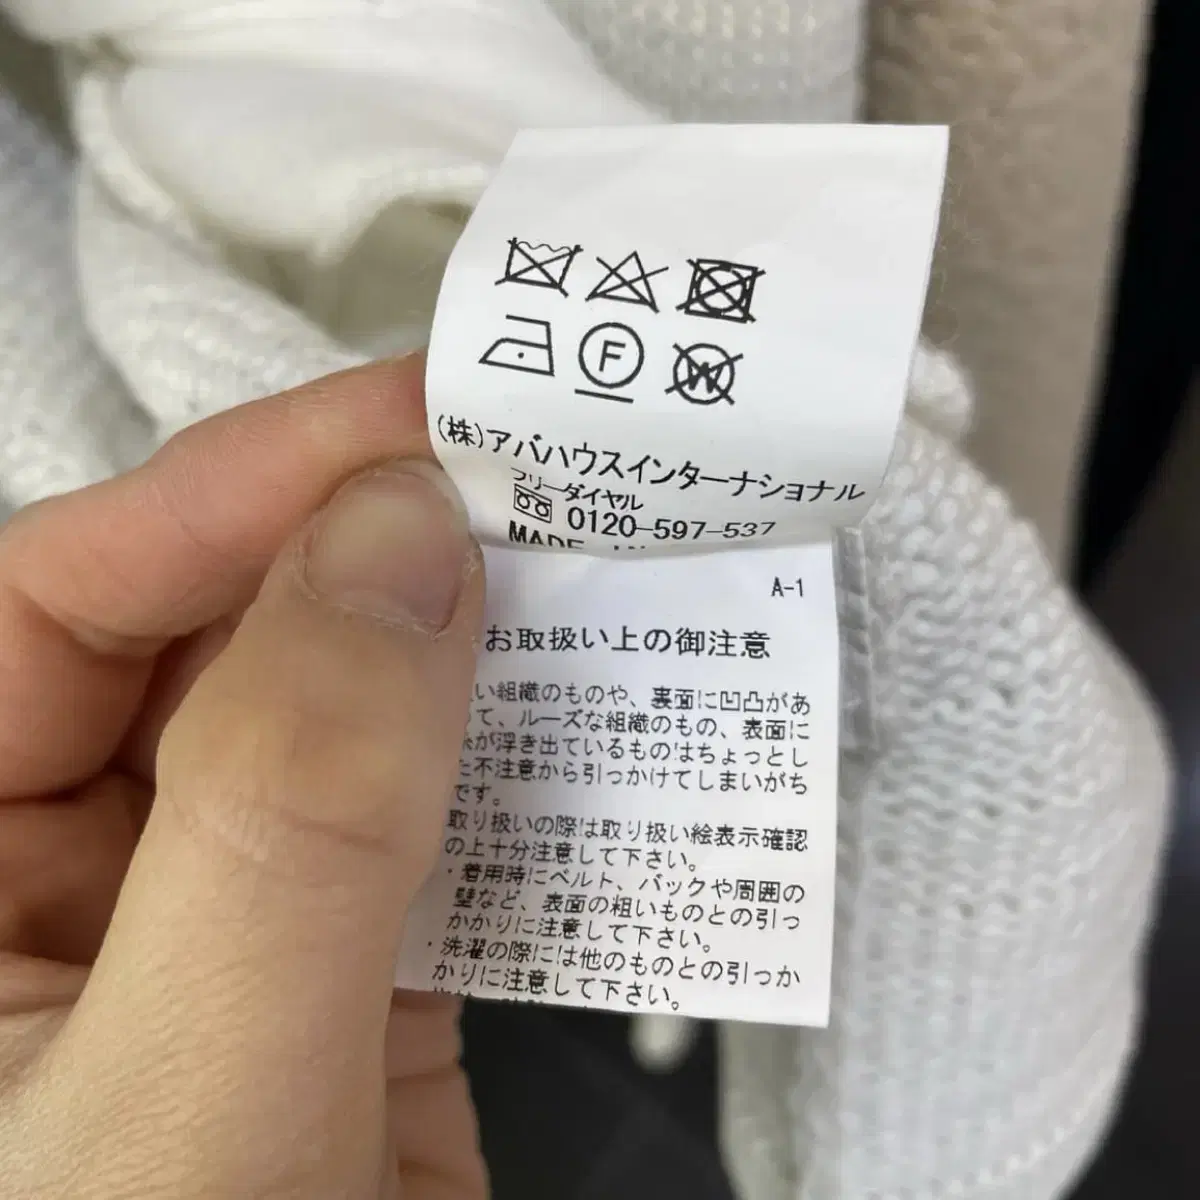 F
W
(株)アバハウスインターナショナル
フリーダイヤル
0120-597-537
MADE IN
A-1
お取扱い上の御注意
い組織のものや、裏面に凹凸があ
て、ルーズな組織のもの、表面に
が浮き出ているものはちょっとし
た不注意から引っかけてしまいがち
です。
取り扱いの際は取り扱い絵表示確認
の上十分注意して下さい。
・着用時にベルト、バックや周囲の
壁など、表面の粗いものとの引っ
かかりに注意して下さい。
・洗濯の際には他のものとの引っか
かりに注意して下さい。